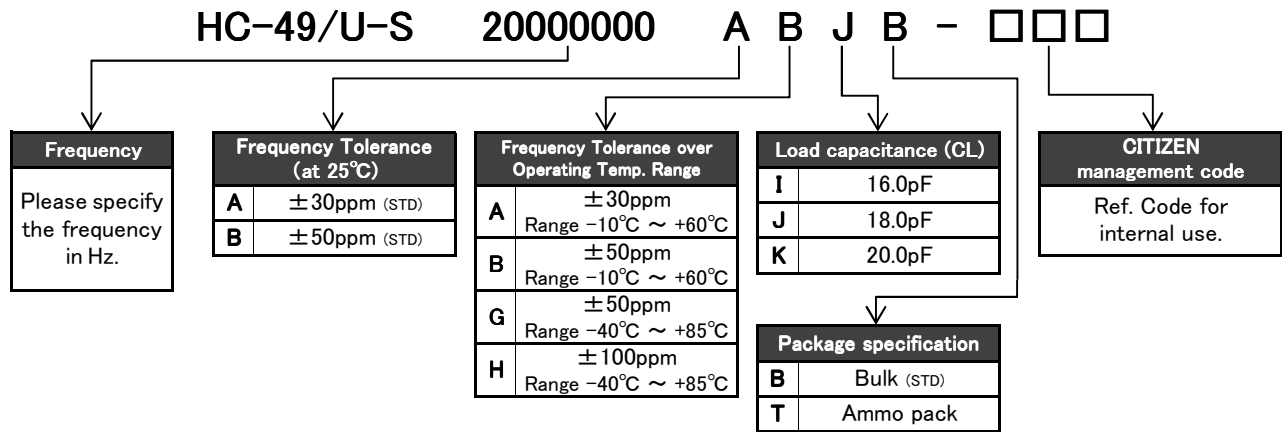 HC-49/U-S 20000000 A B J B - □□□
Frequency
Please specify
the frequency
in Hz.
Frequency Tolerance
(at 25℃)
A ±30ppm (STD)
B ±50ppm (STD)
Frequency Tolerance over
Operating Temp. Range
A ±30ppm
Range -10℃ ～ +60℃
B ±50ppm
Range -10℃ ～ +60℃
G ±50ppm
Range -40℃ ～ +85℃
H ±100ppm
Range -40℃ ～ +85℃
Load capacitance (CL)
I 16.0pF
J 18.0pF
K 20.0pF
Package specification
B Bulk (STD)
T Ammo pack
CITIZEN
management code
Ref. Code for
internal use.